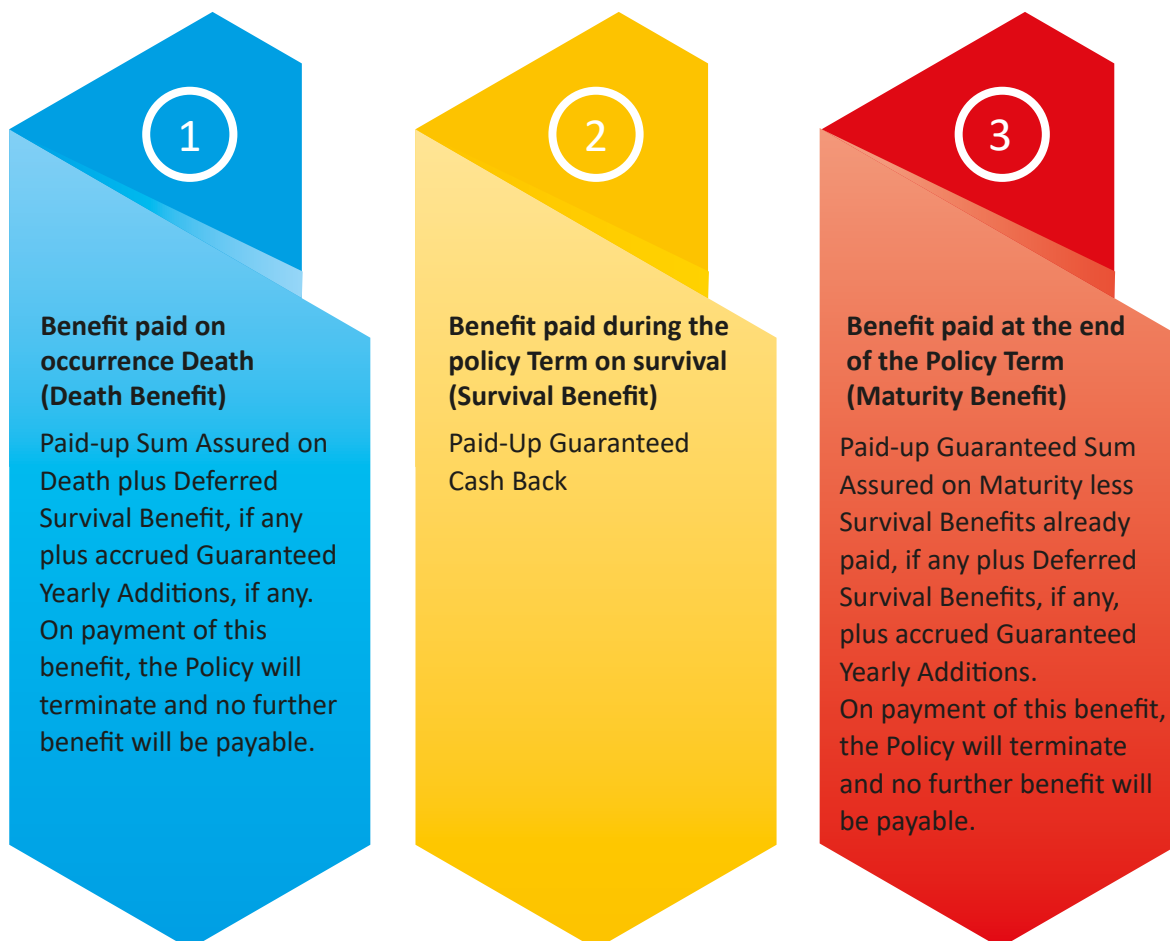 1
Benefit paid on
occurrence Death
(Death Benefit)
Paid-up Sum Assured on
Death plus Deferred
Survival Benefit, if any
plus accrued Guaranteed
Yearly Additions, if any.
On payment of this
benefit, the Policy will
terminate and no further
benefit will be payable.
2
Benefit paid during the
policy Term on survival
(Survival Benefit)
Paid-Up Guaranteed
Cash Back
3
Benefit paid at the end
of the Policy Term
(Maturity Benefit)
Paid-up Guaranteed Sum
Assured on Maturity less
Survival Benefits already
paid, if any plus Deferred
Survival Benefits, if any,
plus accrued Guaranteed
Yearly Additions.
On payment of this benefit,
the Policy will terminate
and no further benefit will
be payable.